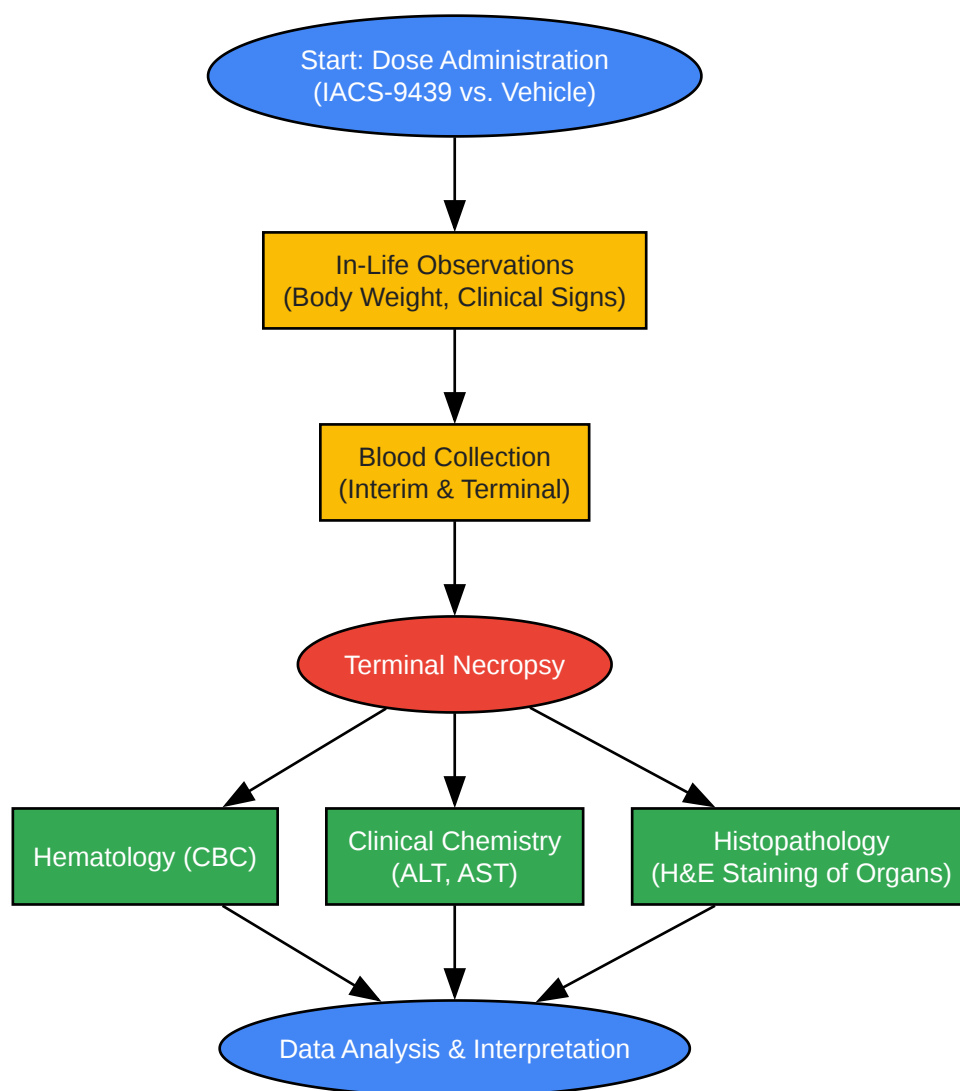 Start: Dose Administration
(IACS-9439 vs. Vehicle)
In-Life Observations
(Body Weight, Clinical Signs)
Blood Collection
(Interim & Terminal)
Terminal Necropsy
Hematology (CBC)
Clinical Chemistry
(ALT, AST)
Histopathology
(H&E Staining of Organs)
Data Analysis & Interpretation